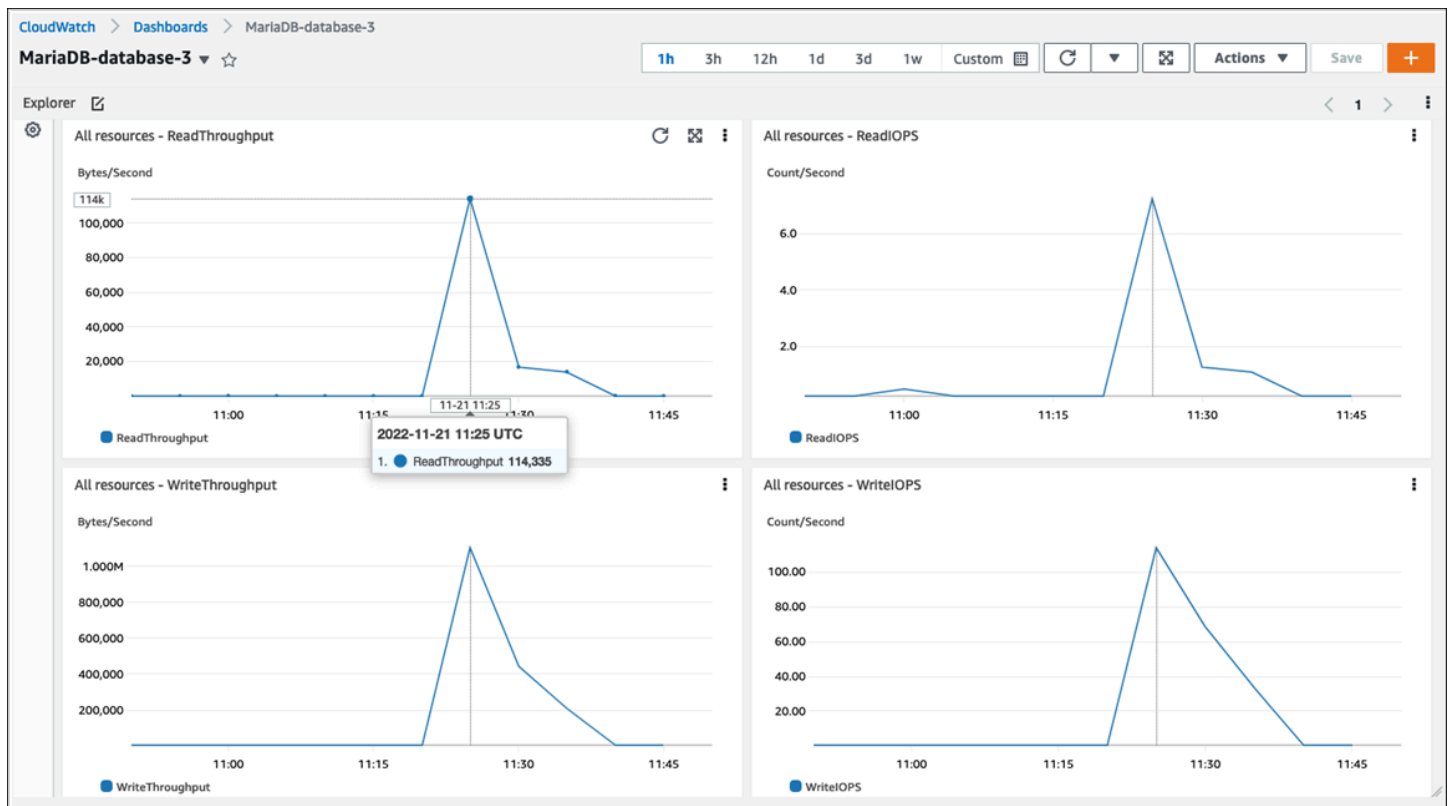 CloudWatch > Dashboards > MariaDB-database-3
MariaDB-database-3
1h 3h 12h 1d 3d 1w Custom Actions Save +
Explorer
< 1 >
All resources - ReadThroughput
Bytes/Second
114k
100,000
80,000
60,000
40,000
20,000
11:00 11:15 11-21 11:25 11:30 11:45
ReadThroughput
2022-11-21 11:25 UTC
1. ReadThroughput 114,335
All resources - ReadIOPS
Count/Second
6.0
4.0
2.0
11:00 11:15 11:30 11:45
ReadIOPS
All resources - WriteThroughput
Bytes/Second
1.000M
800,000
600,000
400,000
200,000
11:00 11:15 11:30 11:45
WriteThroughput
All resources - WriteIOPS
Count/Second
100.00
80.00
60.00
40.00
20.00
11:00 11:15 11:30 11:45
WriteIOPS